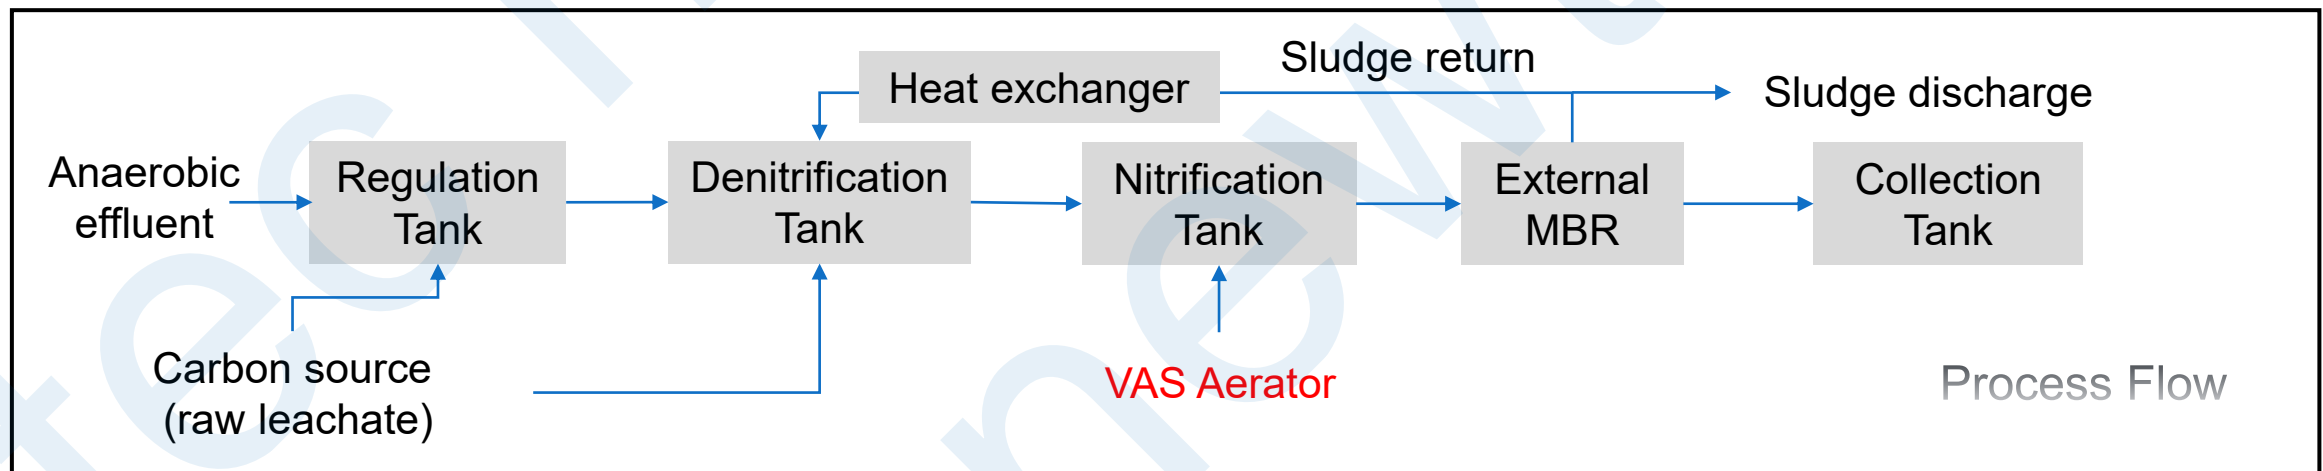 Heat exchanger
Sludge return
Sludge discharge
Anaerobic
effluent
Regulation
Tank
Denitrification
Tank
Nitrification
Tank
External
MBR
Collection
Tank
Carbon source
(raw leachate)
VAS Aerator
Process Flow